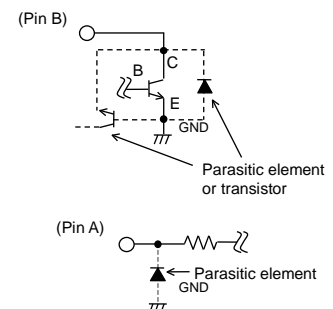 (Pin B)
C
B
E
GND
Parasitic element
or transistor
(Pin A)
Parasitic element
GND